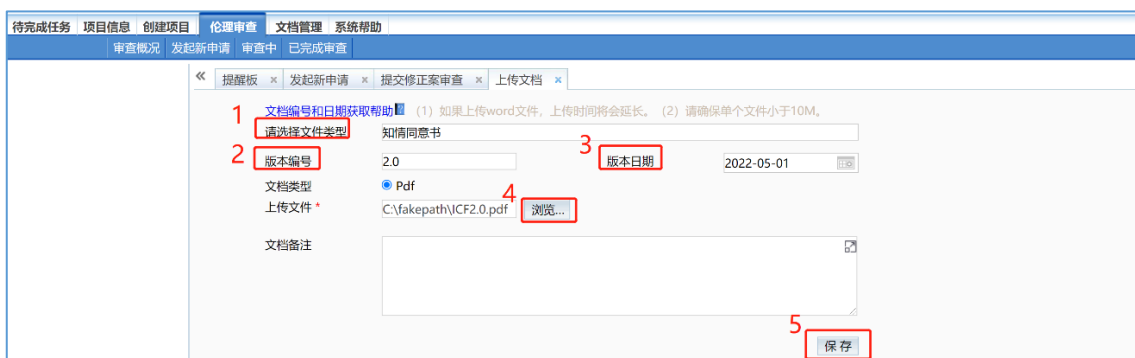 待完成任务 项目信息 创建项目 伦理审查 文档管理 系统帮助
审查概况 发起新申请 审查中 已完成审查
« 提醒板 × 发起新申请 × 提交修正案审查 × 上传文档 ×
文档编号和日期获取帮助 (1) 如果上传word文件，上传时间将会延长。 (2) 请确保单个文件小于10M。
1 请选择文件类型 知情同意书
2 版本编号 2.0 3 版本日期 2022-05-01
文档类型 Pdf
上传文件 * C:\fakepath\ICF2.0.pdf 4 浏览...
文档备注
5 保存